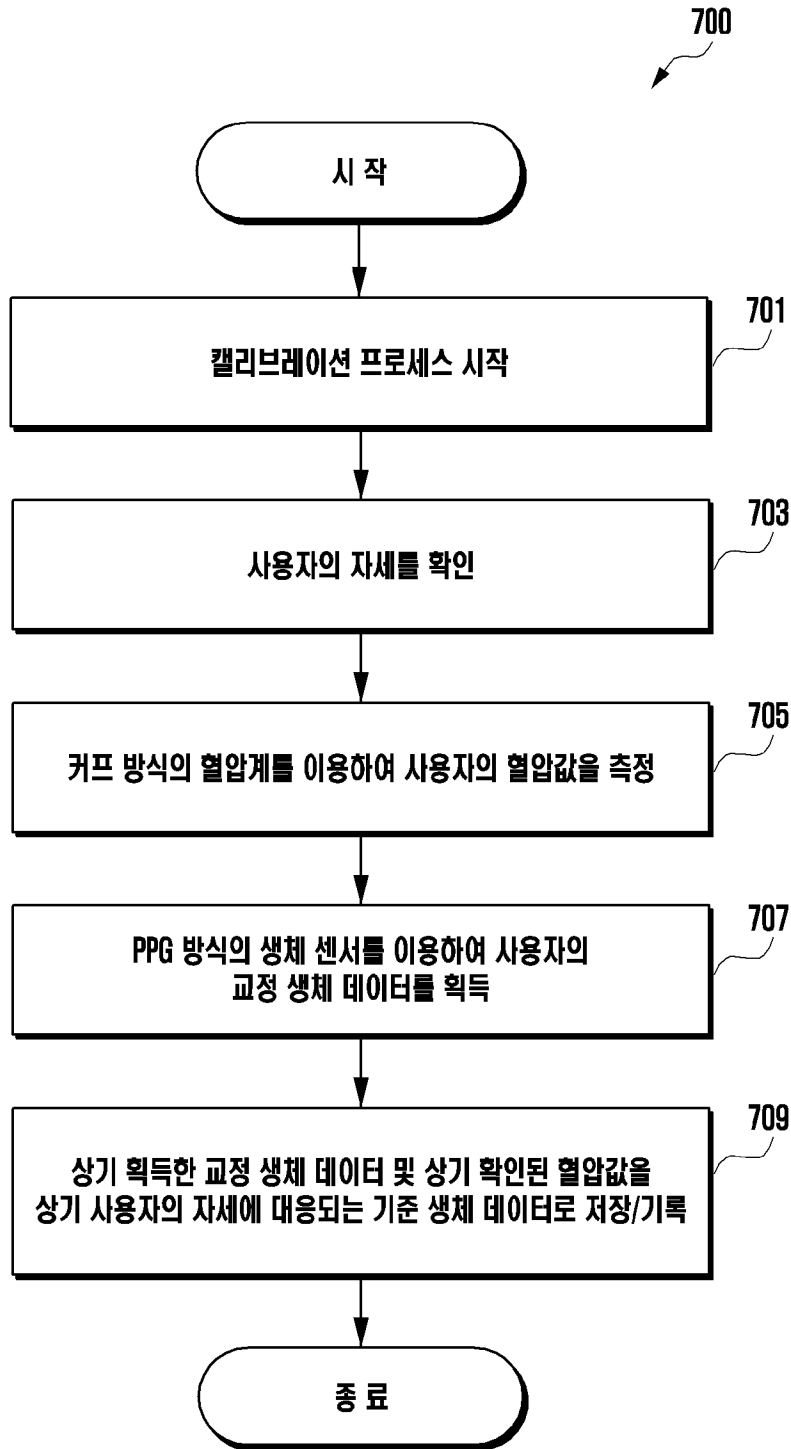 700
시 작
701
캘리브레이션 프로세스 시작
703
사용자의 자세를 확인
705
커프 방식의 혈압계를 이용하여 사용자의 혈압값을 측정
707
PPG 방식의 생체 센서를 이용하여 사용자의
교정 생체 데이터를 획득
709
상기 획득한 교정 생체 데이터 및 상기 확인된 혈압값을
상기 사용자의 자세에 대응되는 기준 생체 데이터로 저장/기록
종 료